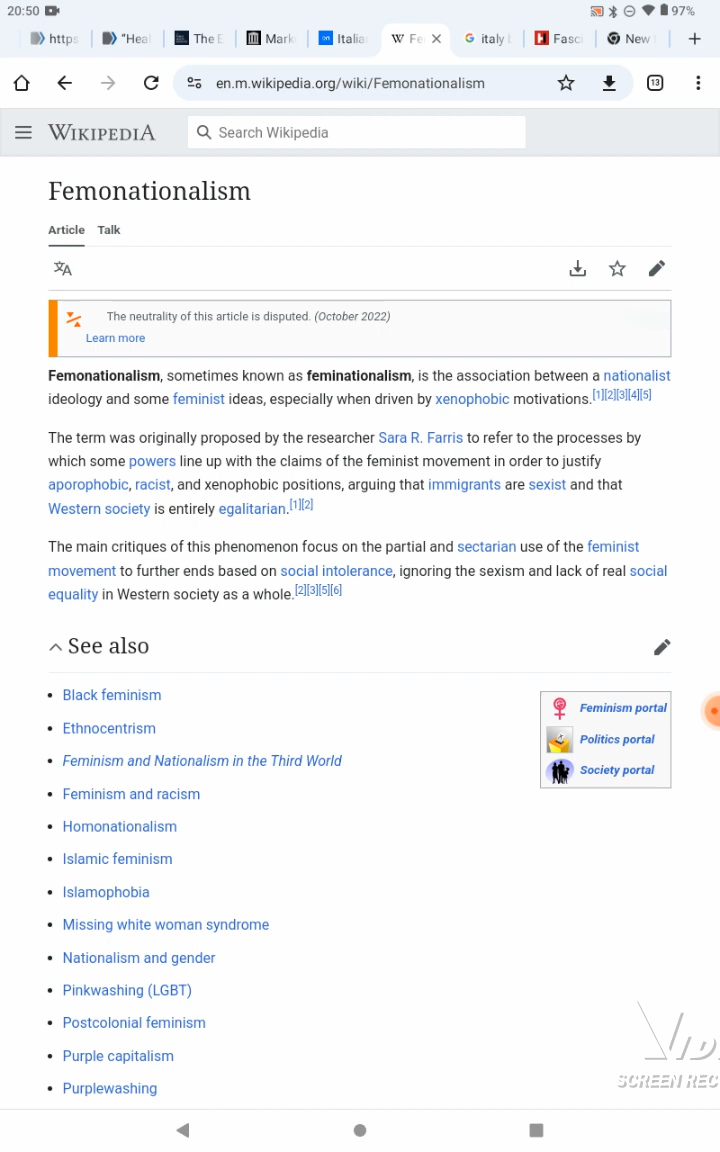 20:50 97%
https "Heal The E Mark Italia W Fe italy Fasci New
en.m.wikipedia.org/wiki/Femonationalism 13
WIKIPEDIA Search Wikipedia
Femonationalism
Article Talk
The neutrality of this article is disputed. (October 2022)
Learn more
Femonationalism, sometimes known as feminationalism, is the association between a nationalist
ideology and some feminist ideas, especially when driven by xenophobic motivations.[1][2][3][4][5]
The term was originally proposed by the researcher Sara R. Farris to refer to the processes by
which some powers line up with the claims of the feminist movement in order to justify
aporophobic, racist, and xenophobic positions, arguing that immigrants are sexist and that
Western society is entirely egalitarian.[1][2]
The main critiques of this phenomenon focus on the partial and sectarian use of the feminist
movement to further ends based on social intolerance, ignoring the sexism and lack of real social
equality in Western society as a whole.[2][3][5][6]
See also
Black feminism
Ethnocentrism
Feminism and Nationalism in the Third World
Feminism and racism
Homonationalism
Islamic feminism
Islamophobia
Missing white woman syndrome
Nationalism and gender
Pinkwashing (LGBT)
Postcolonial feminism
Purple capitalism
Purplewashing
Feminism portal
Politics portal
Society portal
VID
SCREEN REC